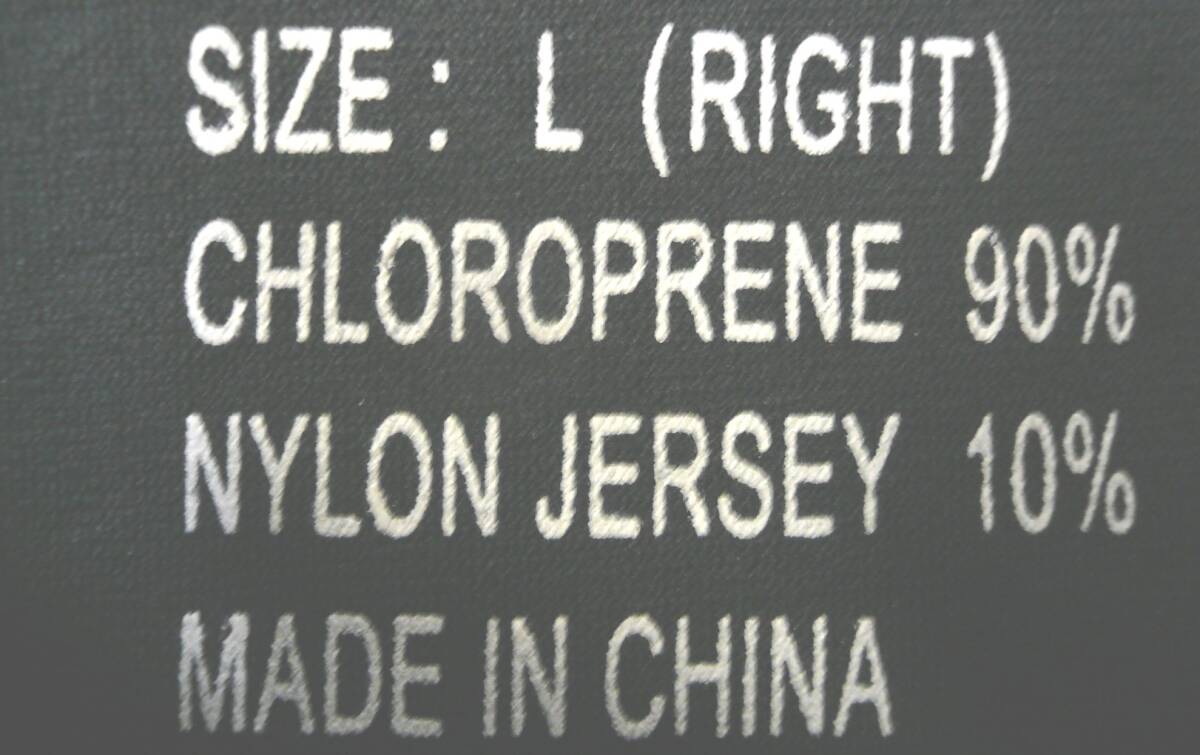 SIZE : L (RIGHT)
CHLOROPRENE 90%
NYLON JERSEY 10%
MADE IN CHINA